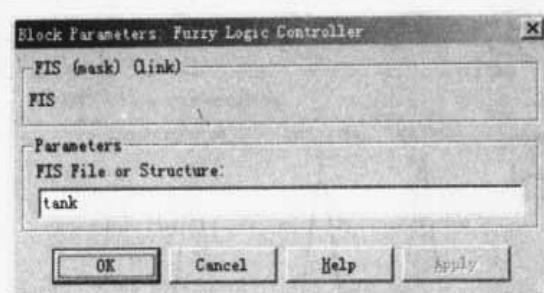 Block Parameters: Fuzzy Logic Controller
FIS (mask) (link)
FIS
Parameters
FIS File or Structure:
tank
OK Cancel Help Apply